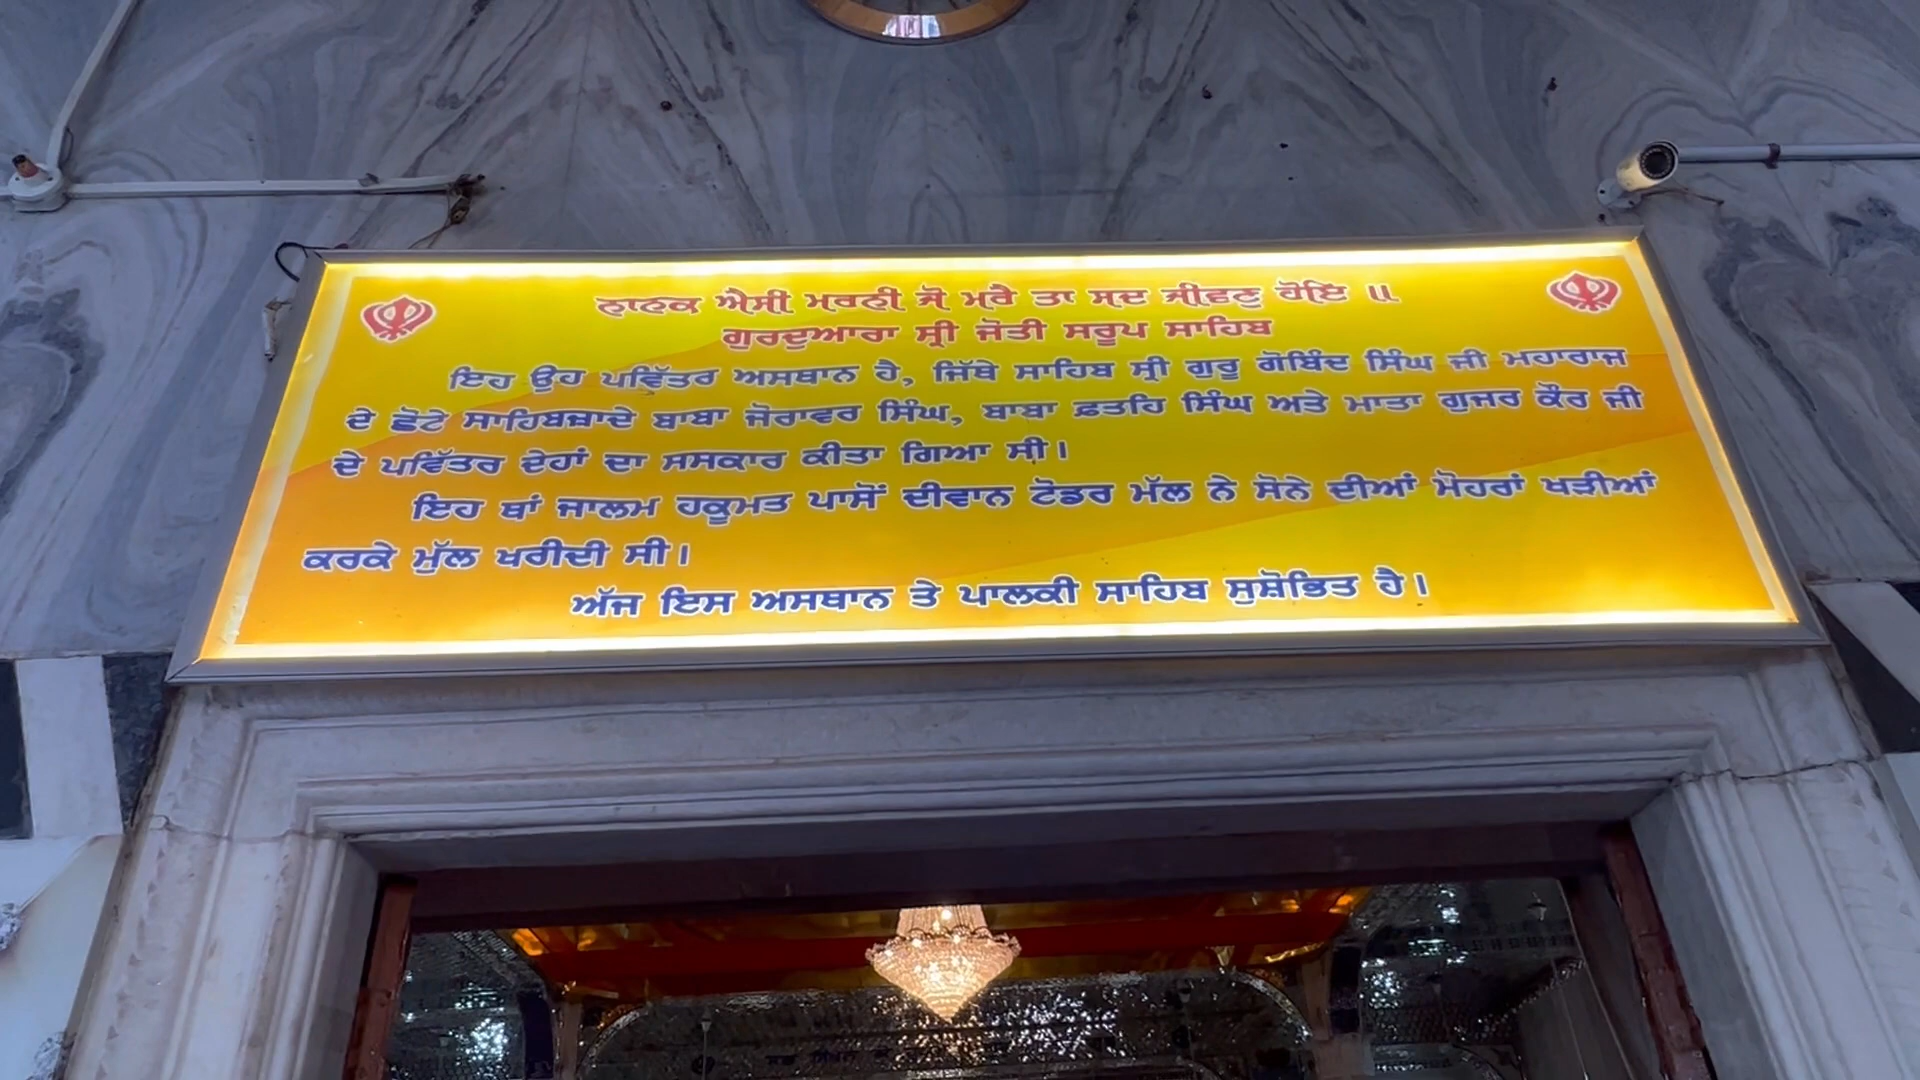 ਨਾਨਕ ਐਸੀ ਮਰਨੀ ਜੋ ਮਰੈ ਤਾ ਸਦ ਜੀਵਣੁ ਹੋਇ ॥
ਗੁਰਦੁਆਰਾ ਸ੍ਰੀ ਜੋਤੀ ਸਰੂਪ ਸਾਹਿਬ
ਇਹ ਉਹ ਪਵਿੱਤਰ ਅਸਥਾਨ ਹੈ, ਜਿੱਥੇ ਸਾਹਿਬ ਸ੍ਰੀ ਗੁਰੂ ਗੋਬਿੰਦ ਸਿੰਘ ਜੀ ਮਹਾਰਾਜ
ਦੇ ਛੋਟੇ ਸਾਹਿਬਜ਼ਾਦੇ ਬਾਬਾ ਜੋਰਾਵਰ ਸਿੰਘ, ਬਾਬਾ ਫ਼ਤਹਿ ਸਿੰਘ ਅਤੇ ਮਾਤਾ ਗੁਜਰ ਕੌਰ ਜੀ
ਦੇ ਪਵਿੱਤਰ ਦੇਹਾਂ ਦਾ ਸਸਕਾਰ ਕੀਤਾ ਗਿਆ ਸੀ।
ਇਹ ਥਾਂ ਜਾਲਮ ਹਕੂਮਤ ਪਾਸੋਂ ਦੀਵਾਨ ਟੋਡਰ ਮੱਲ ਨੇ ਸੋਨੇ ਦੀਆਂ ਮੋਹਰਾਂ ਖੜੀਆਂ
ਕਰਕੇ ਮੁੱਲ ਖਰੀਦੀ ਸੀ।
ਅੱਜ ਇਸ ਅਸਥਾਨ ਤੇ ਪਾਲਕੀ ਸਾਹਿਬ ਸੁਸ਼ੋਭਿਤ ਹੈ।